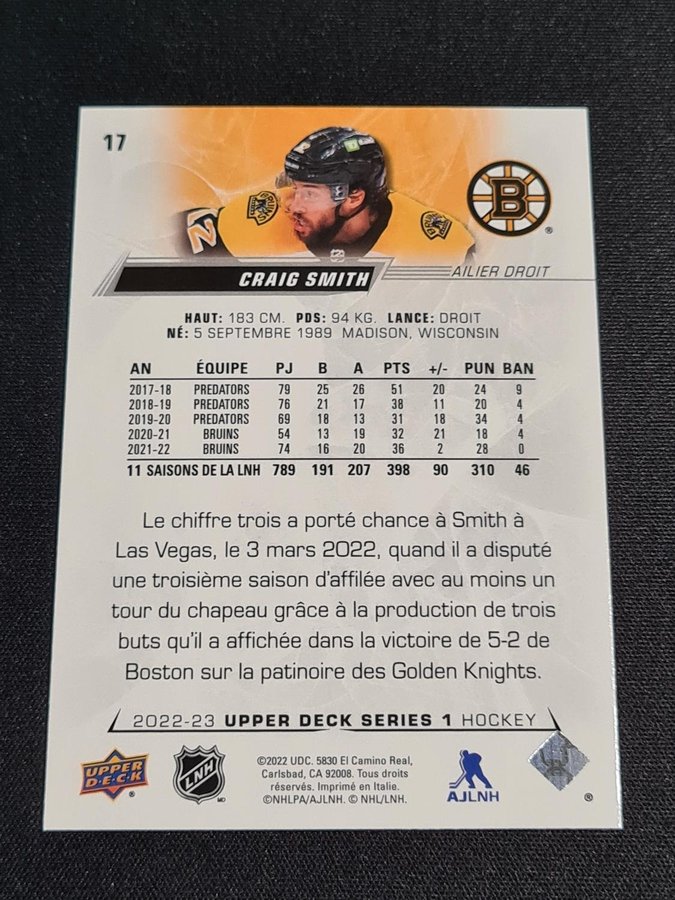 17
B
®
12
CRAIG SMITH
AILIER DROIT
HAUT: 183 CM. PDS: 94 KG. LANCE: DROIT
NÉ: 5 SEPTEMBRE 1989 MADISON, WISCONSIN
AN ÉQUIPE PJ B A PTS +/- PUN BAN
2017-18 PREDATORS 79 25 26 51 20 24 9
2018-19 PREDATORS 76 21 17 38 11 20 4
2019-20 PREDATORS 69 18 13 31 18 34 4
2020-21 BRUINS 54 13 19 32 21 18 4
2021-22 BRUINS 74 16 20 36 2 28 0
11 SAISONS DE LA LNH 789 191 207 398 90 310 46
Le chiffre trois a porté chance à Smith à
Las Vegas, le 3 mars 2022, quand il a disputé
une troisième saison d'affilée avec au moins un
tour du chapeau grâce à la production de trois
buts qu'il a affichée dans la victoire de 5-2 de
Boston sur la patinoire des Golden Knights.
2022-23 UPPER DECK SERIES 1 HOCKEY
UPPER
D·E·C·K
®
LNH
MD
©2022 UDC. 5830 El Camino Real,
Carlsbad, CA 92008. Tous droits
réservés. Imprimé en Italie.
©NHLPA/AJLNH. © NHL/LNH.
AJLNH
®